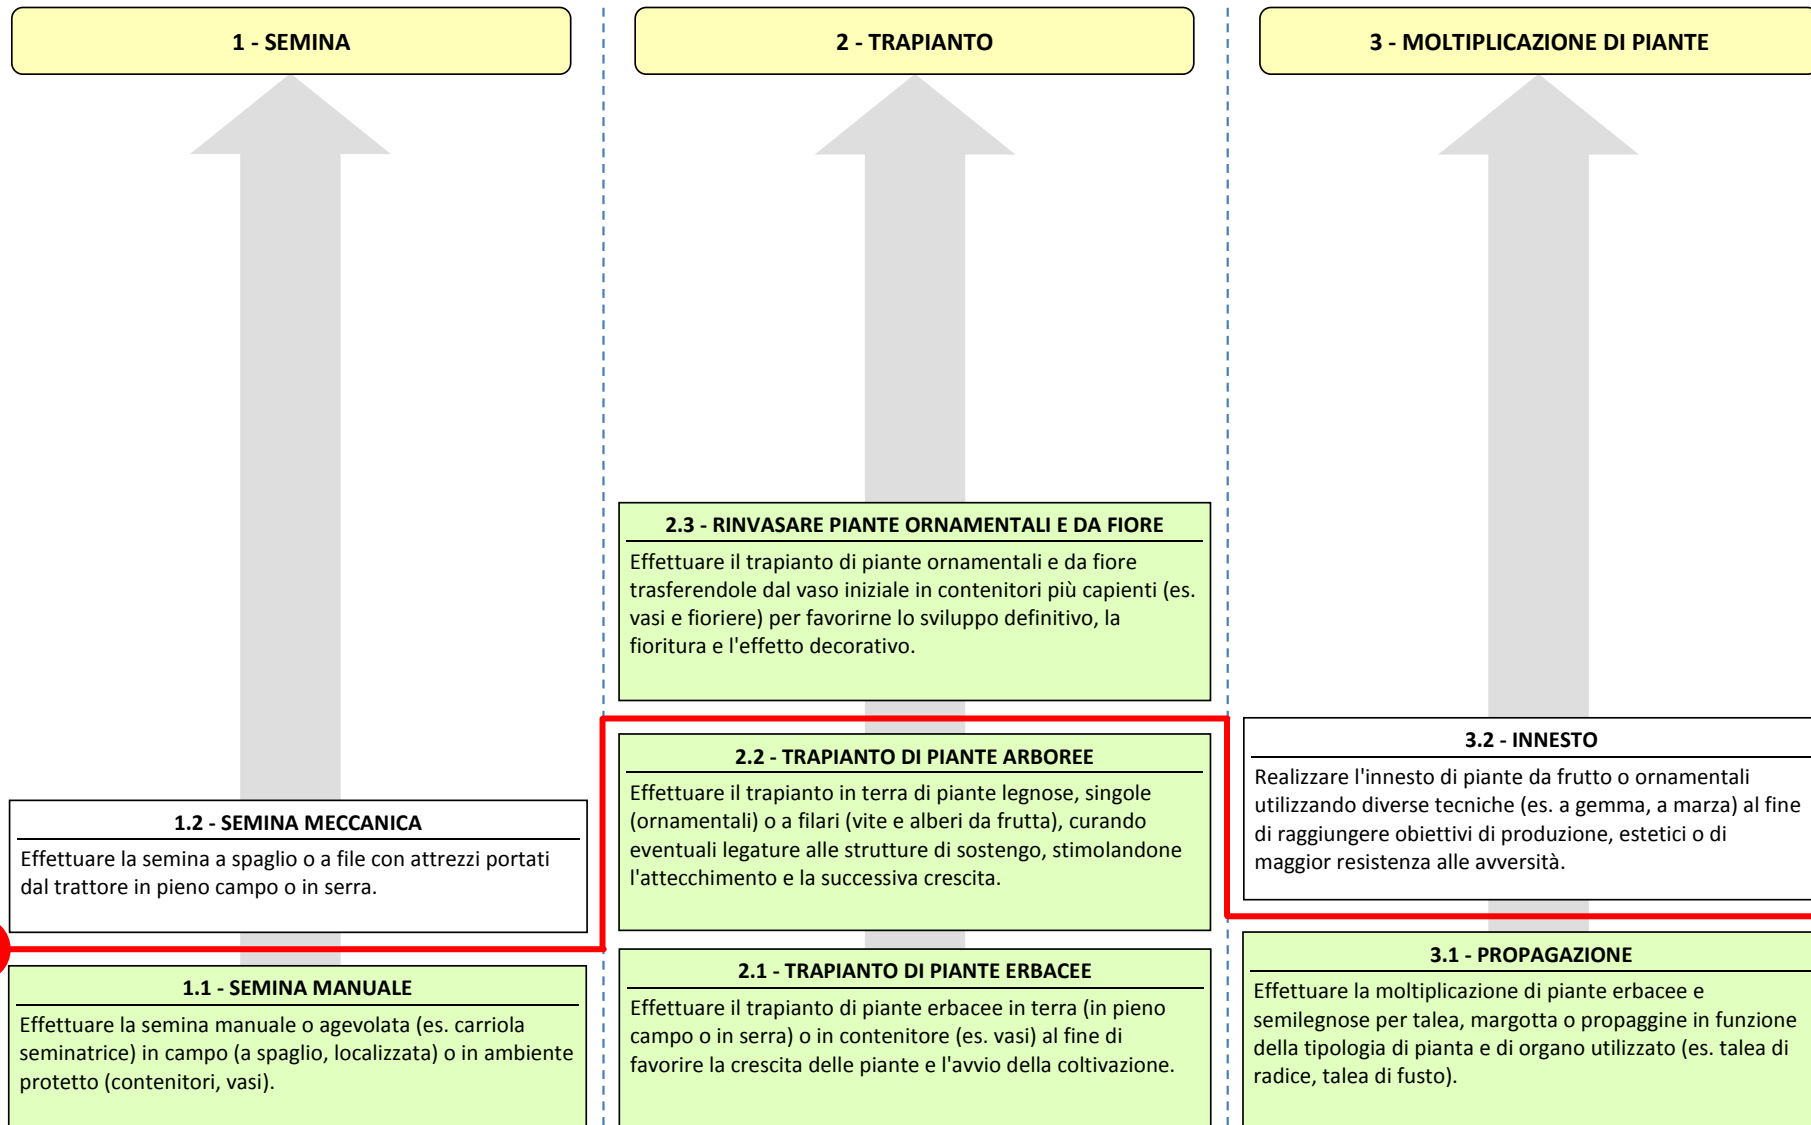 1 - SEMINA
2 - TRAPIANTO
3 - MOLTIPLICAZIONE DI PIANTE
2.3 - RINVASARE PIANTE ORNAMENTALI E DA FIORE
Effettuare il trapianto di piante ornamentali e da fiore
trasferendole dal vaso iniziale in contenitori più capienti (es.
vasi e fioriere) per favorirne lo sviluppo definitivo, la
fioritura e l'effetto decorativo.
1.2 - SEMINA MECCANICA
Effettuare la semina a spaglio o a file con attrezzi portati
dal trattore in pieno campo o in serra.
2.2 - TRAPIANTO DI PIANTE ARBOREE
Effettuare il trapianto in terra di piante legnose, singole
(ornamentali) o a filari (vite e alberi da frutta), curando
eventuali legature alle strutture di sostengo, stimolandone
l'attecchimento e la successiva crescita.
3.2 - INNESTO
Realizzare l'innesto di piante da frutto o ornamentali
utilizzando diverse tecniche (es. a gemma, a marza) al fine
di raggiungere obiettivi di produzione, estetici o di
maggior resistenza alle avversità.
1.1 - SEMINA MANUALE
Effettuare la semina manuale o agevolata (es. carriola
seminatrice) in campo (a spaglio, localizzata) o in ambiente
protetto (contenitori, vasi).
2.1 - TRAPIANTO DI PIANTE ERBACEE
Effettuare il trapianto di piante erbacee in terra (in pieno
campo o in serra) o in contenitore (es. vasi) al fine di
favorire la crescita delle piante e l'avvio della coltivazione.
3.1 - PROPAGAZIONE
Effettuare la moltiplicazione di piante erbacee e
semilegnose per talea, margotta o propaggine in funzione
della tipologia di pianta e di organo utilizzato (es. talea di
radice, talea di fusto).